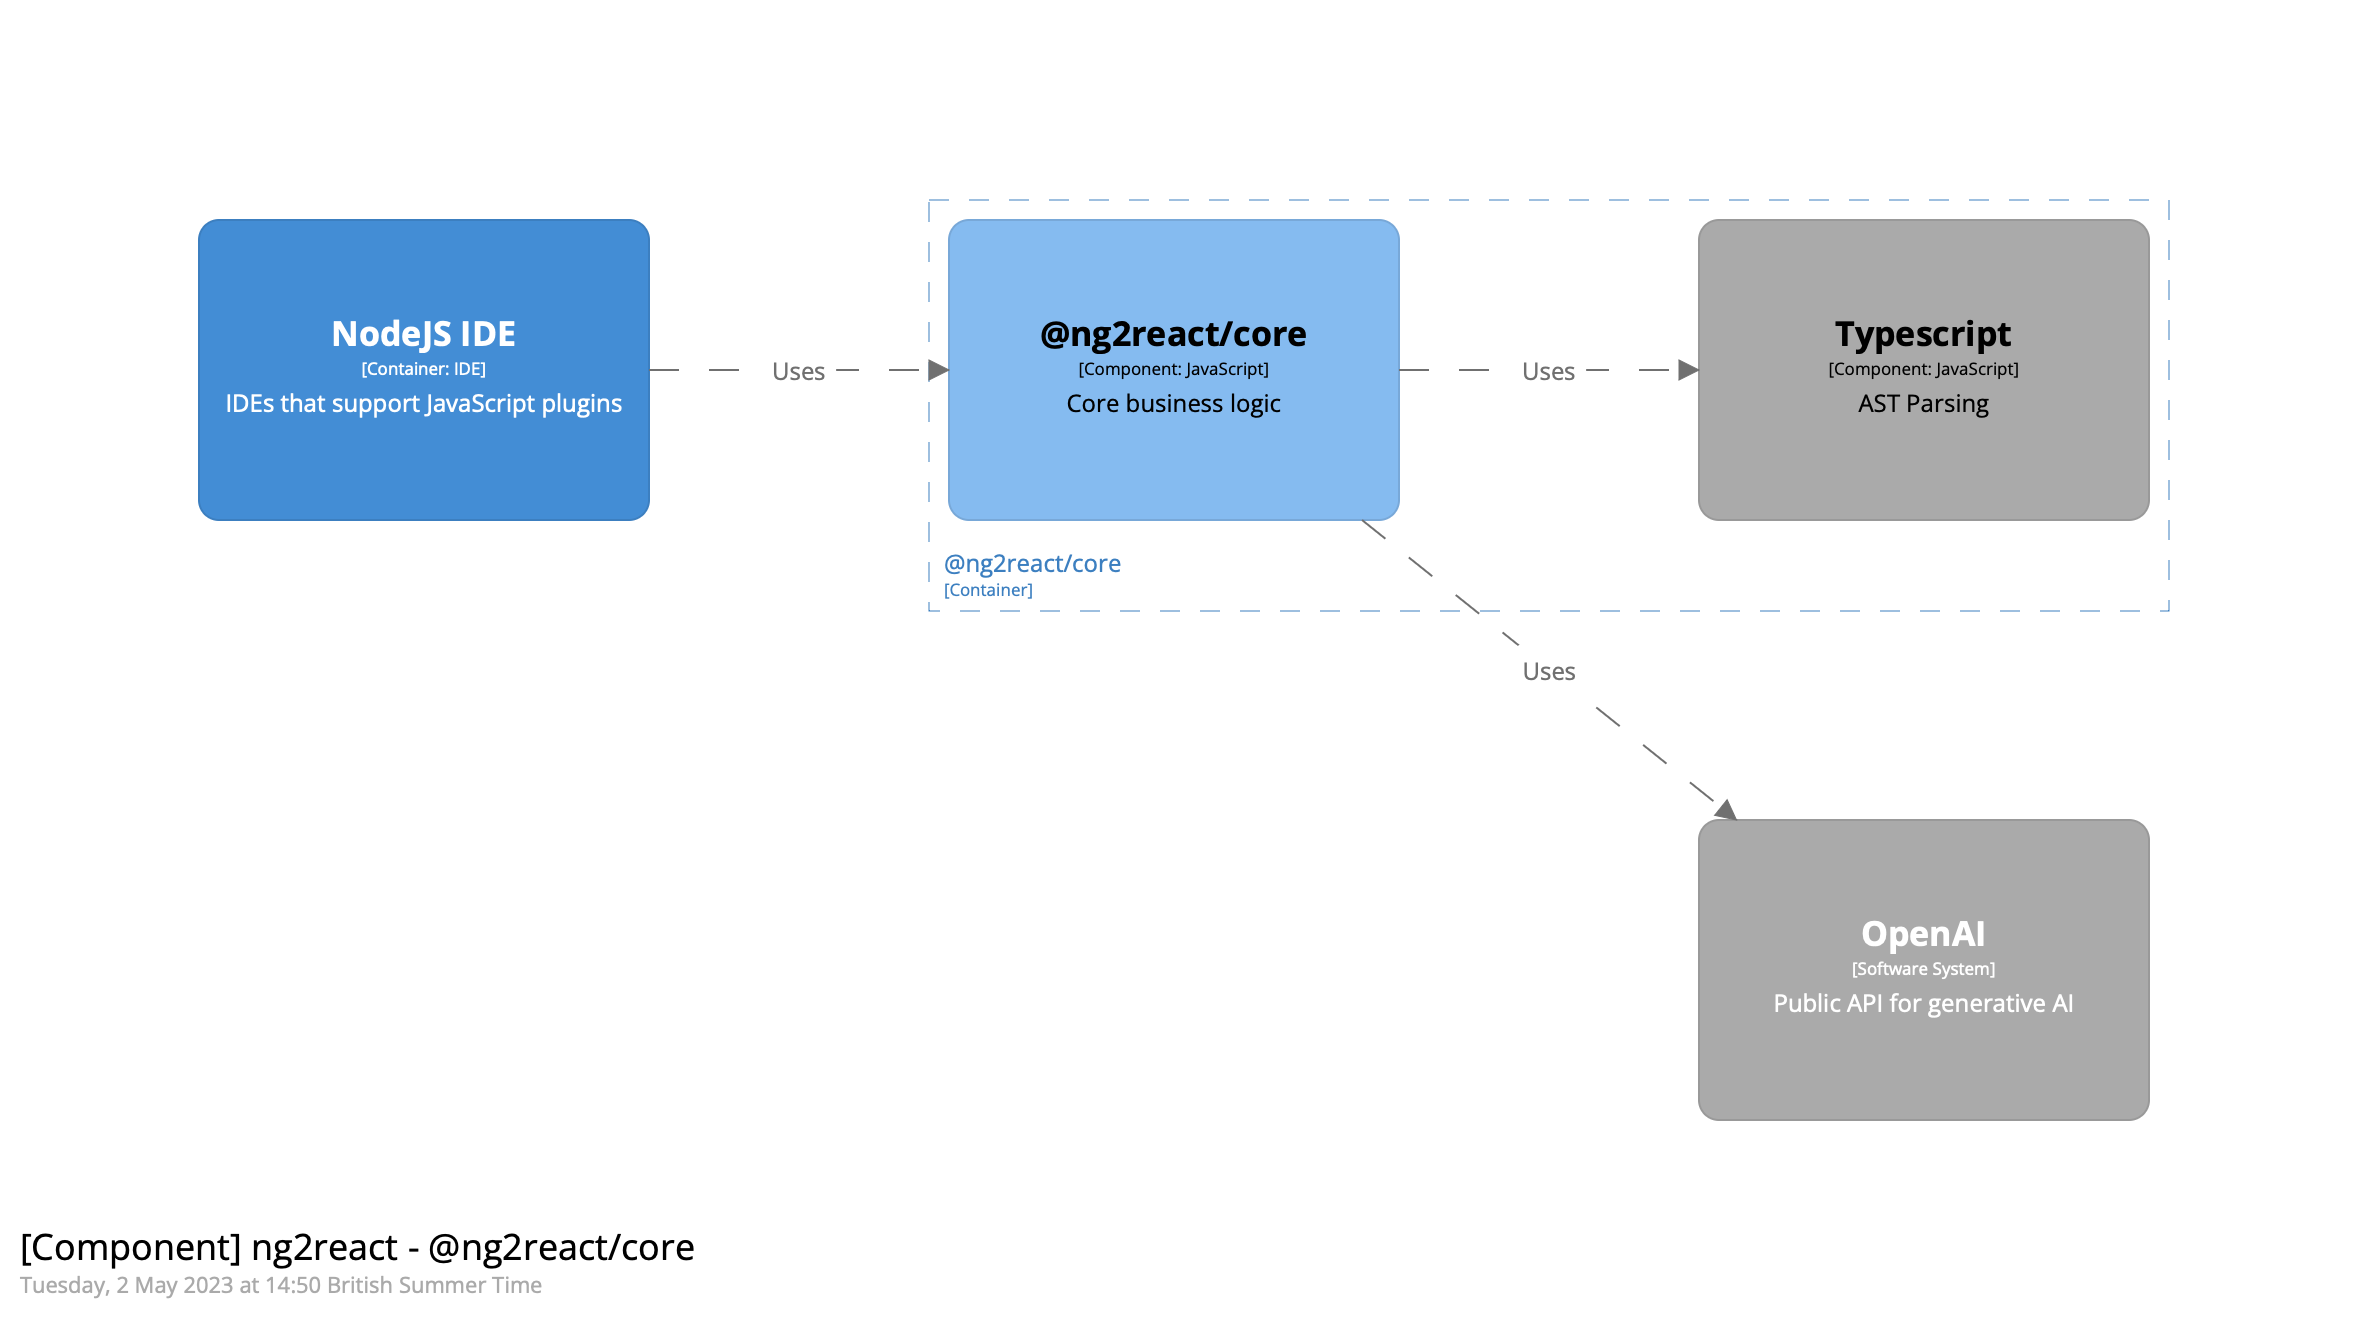 NodeJS IDE
[Container: IDE]
IDEs that support JavaScript plugins
Uses
@ng2react/core
[Component: JavaScript]
Core business logic
Uses
Typescript
[Component: JavaScript]
AST Parsing
@ng2react/core
[Container]
Uses
OpenAI
[Software System]
Public API for generative AI
[Component] ng2react - @ng2react/core
Tuesday, 2 May 2023 at 14:50 British Summer Time